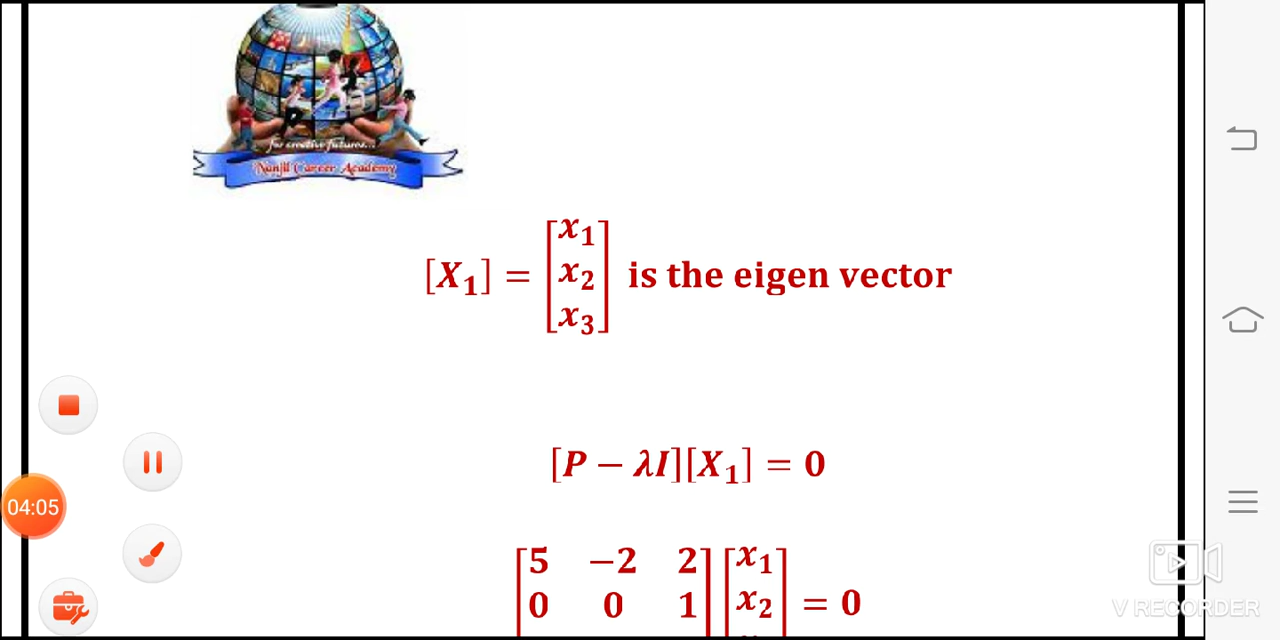 for creative futures...
Nanjil Career Academy
[X₁] = [x₁ x₂ x₃] is the eigen vector
[P − λI][X₁] = 0
[5 −2 2
0 0 1] [x₁ x₂] = 0
04:05
V RECORDER